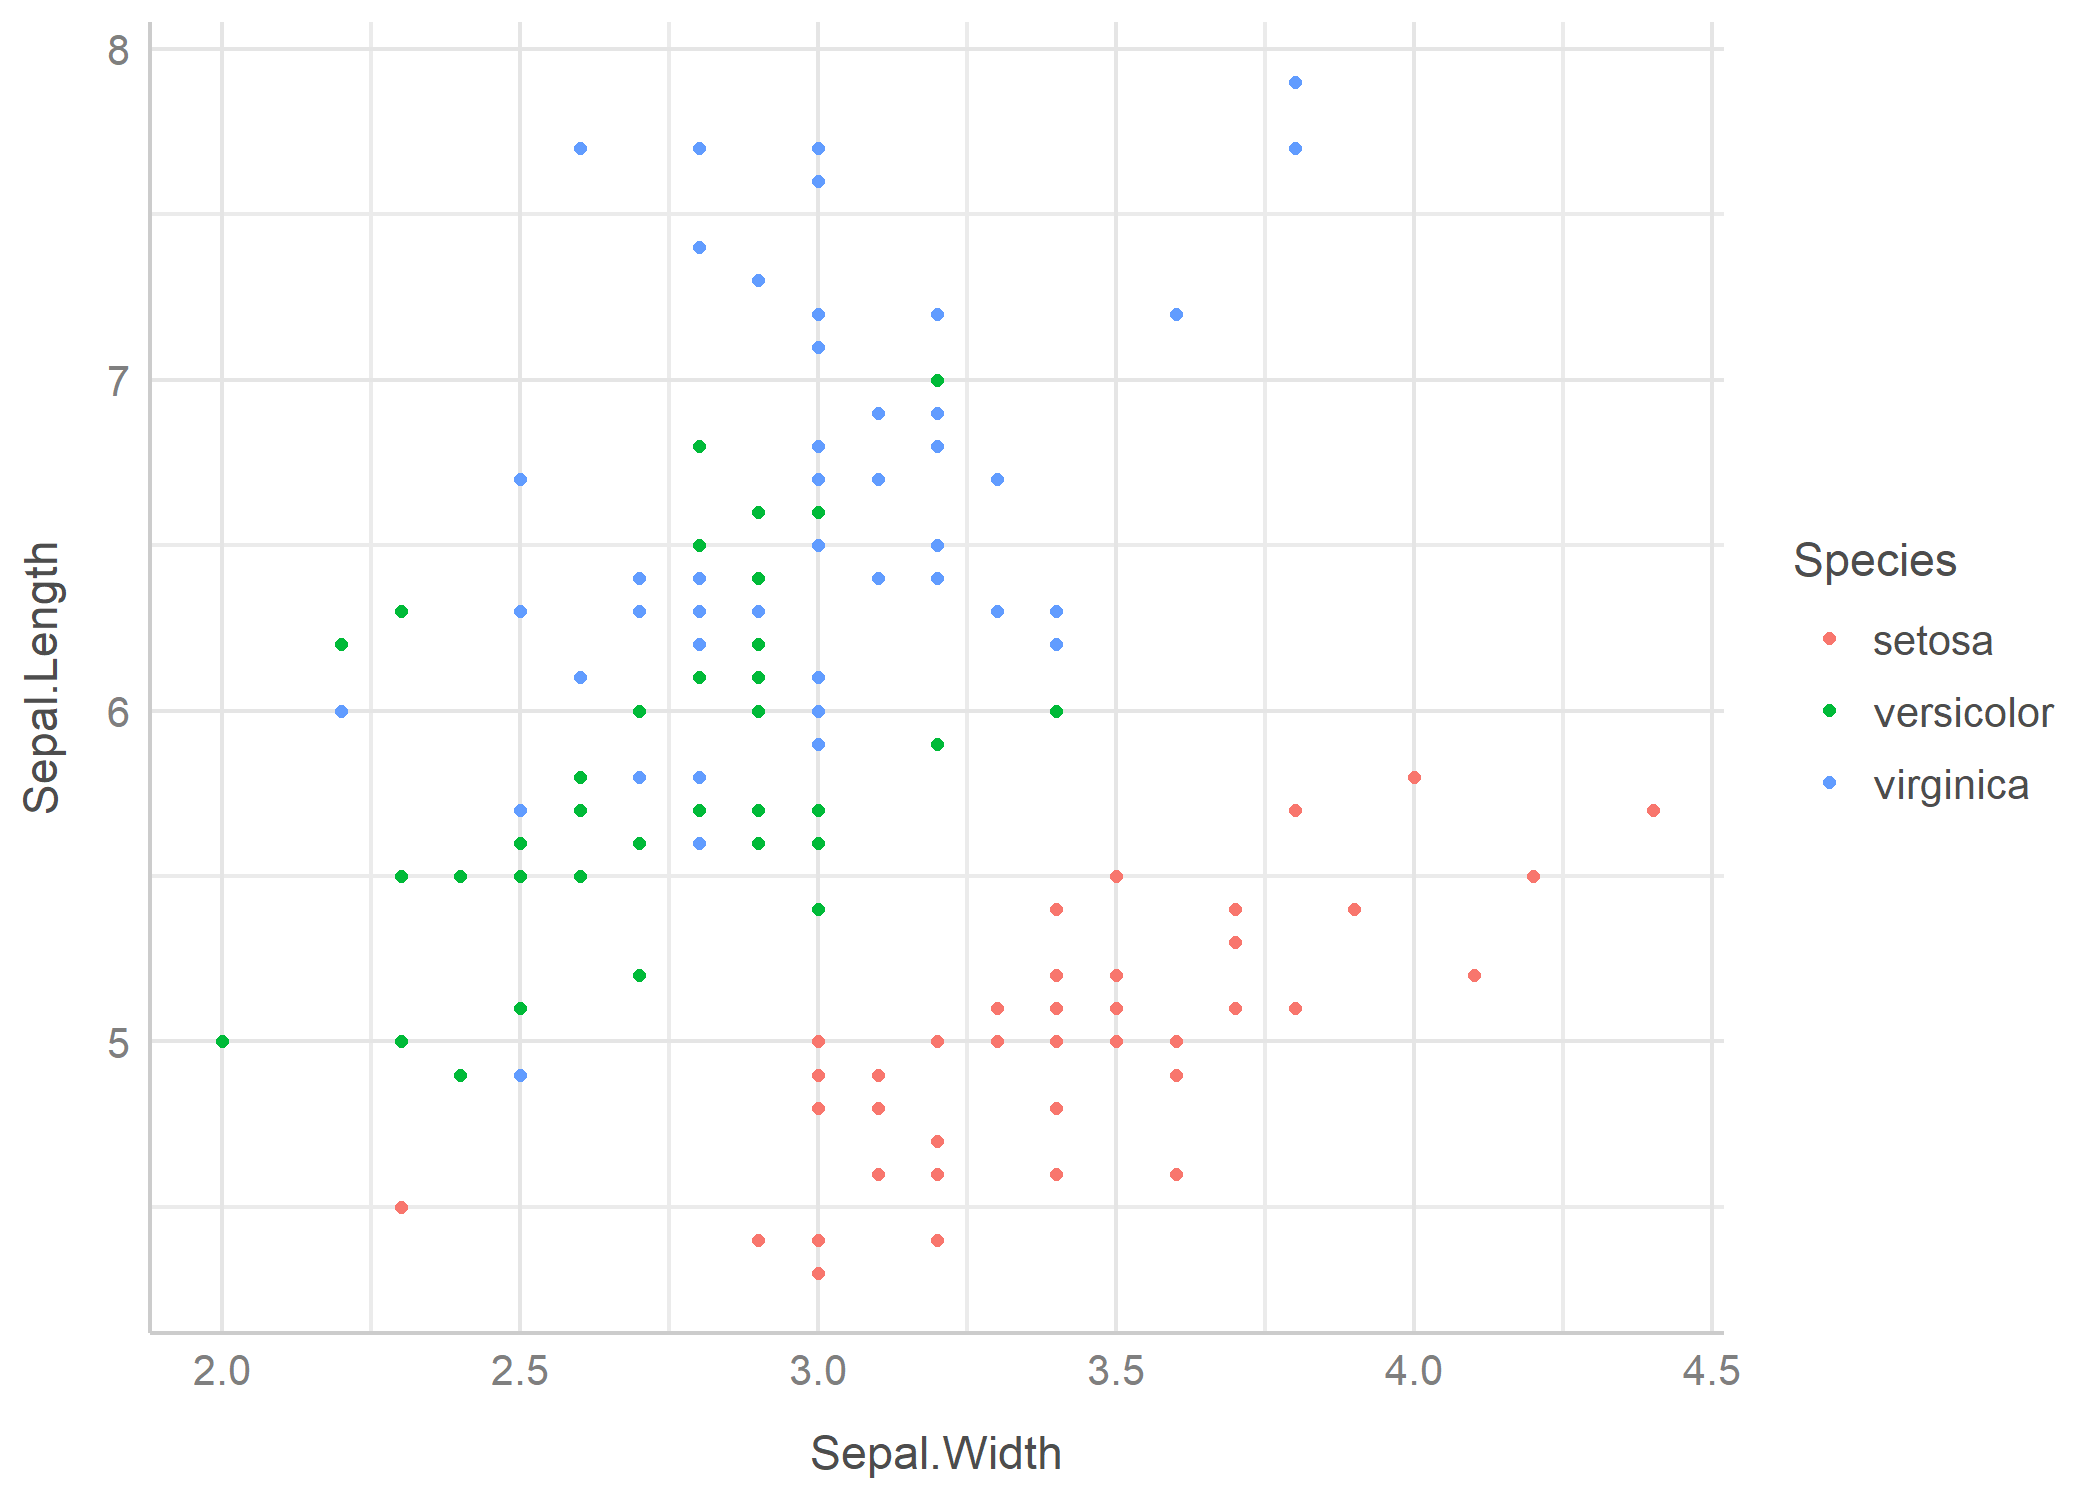 8
7
6
5
Sepal.Length
2.0 2.5 3.0 3.5 4.0 4.5
Sepal.Width
Species
setosa
versicolor
virginica